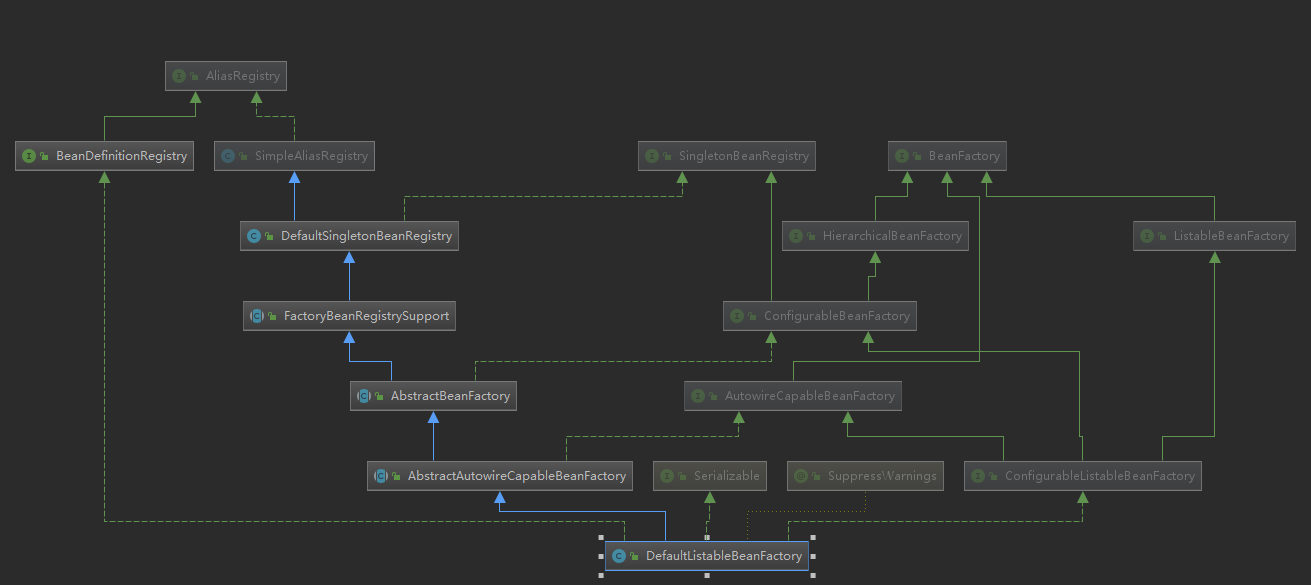 AliasRegistry
BeanDefinitionRegistry
SimpleAliasRegistry
SingletonBeanRegistry
BeanFactory
DefaultSingletonBeanRegistry
HierarchicalBeanFactory
ListableBeanFactory
FactoryBeanRegistrySupport
ConfigurableBeanFactory
AbstractBeanFactory
AutowireCapableBeanFactory
AbstractAutowireCapableBeanFactory
Serializable
SuppressWarnings
ConfigurableListableBeanFactory
DefaultListableBeanFactory